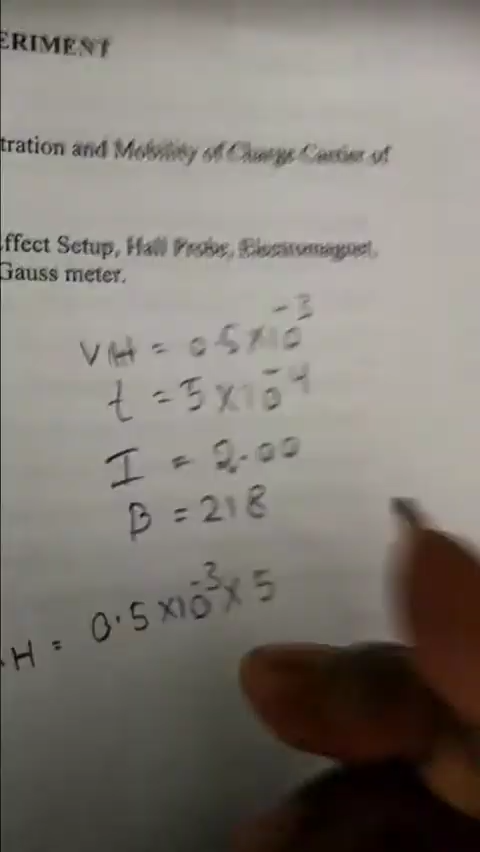 ERIMENT
tration and Mobility of Charge Carrier of
ffect Setup, Hall Probe, Electromagnet,
Gauss meter.
VH = 0.5×10⁻³
t = 5×10⁻⁴
I = 2.00
B = 218
H = 0.5×10⁻³×5